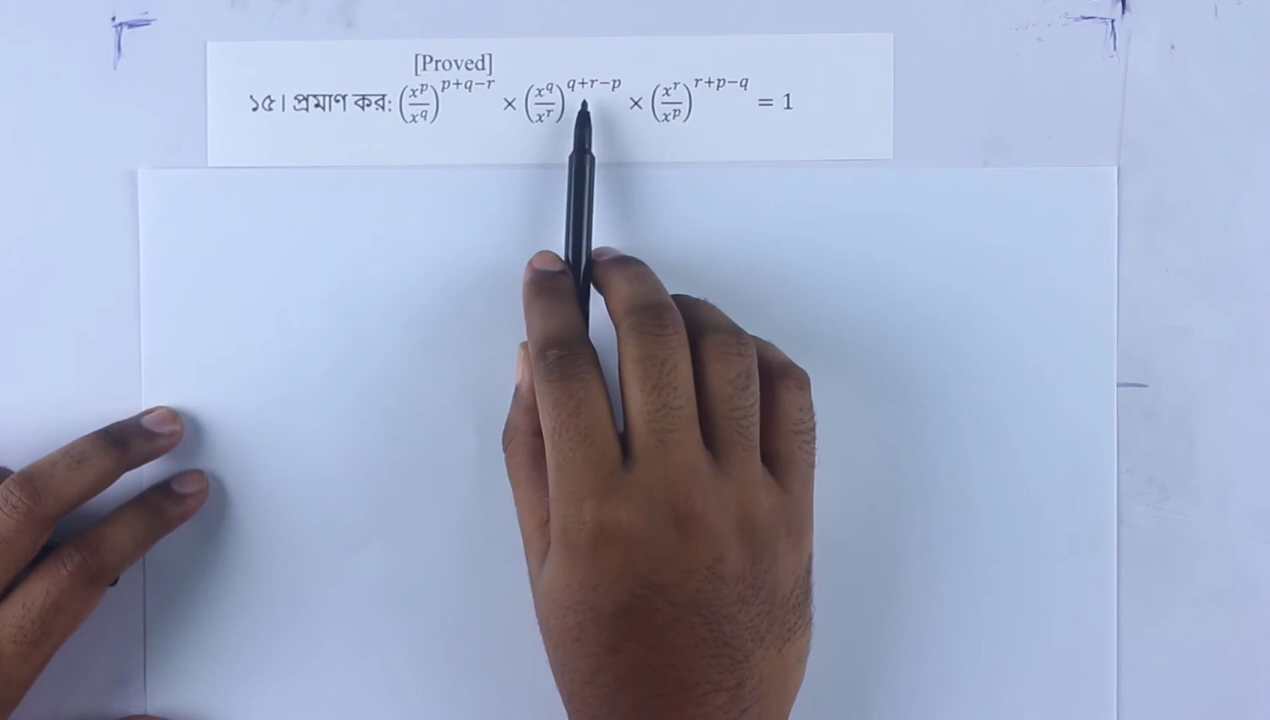 [Proved]
১৫। প্রমাণ কর: (x^p/x^q)^{p+q−r} × (x^q/x^r)^{q+r−p} × (x^r/x^p)^{r+p−q} = 1